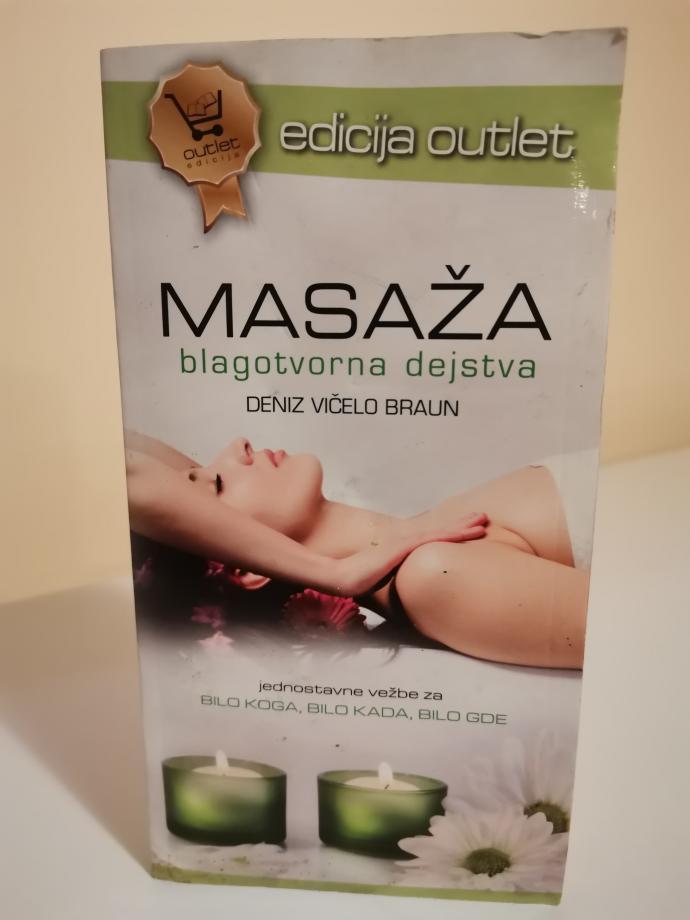 outlet
edicija
edicija outlet
MASAŽA
blagotvorna dejstva
DENIZ VIČELO BRAUN
jednostavne vežbe za
BILO KOGA, BILO KADA, BILO GDE